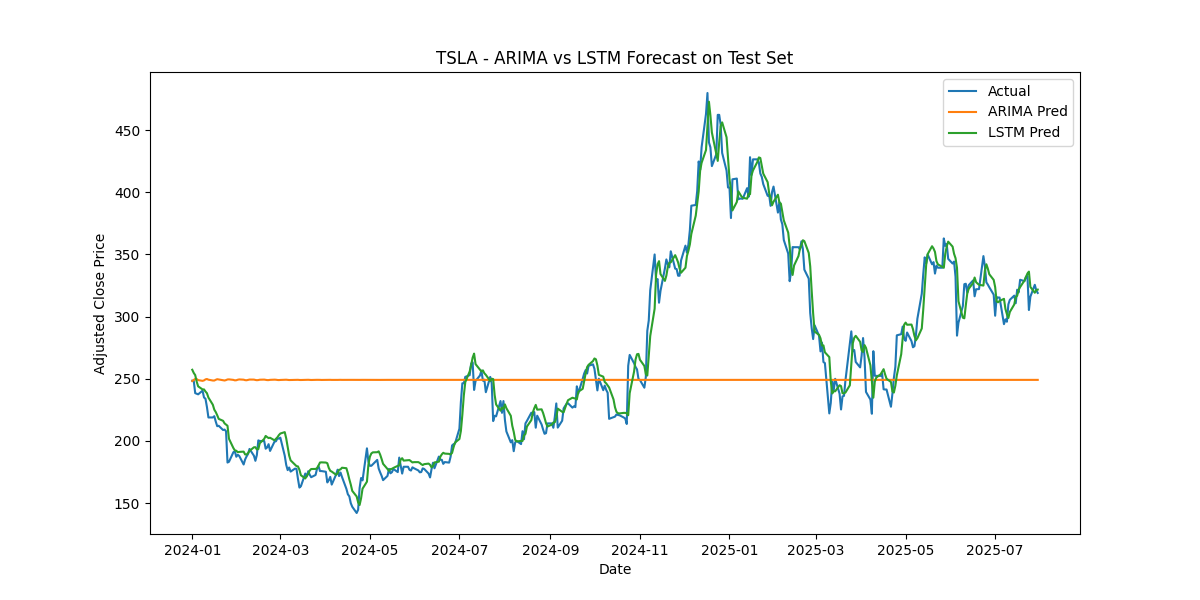 TSLA - ARIMA vs LSTM Forecast on Test Set
Actual
ARIMA Pred
LSTM Pred
Adjusted Close Price
450
400
350
300
250
200
150
2024-01
2024-03
2024-05
2024-07
2024-09
2024-11
2025-01
2025-03
2025-05
2025-07
Date